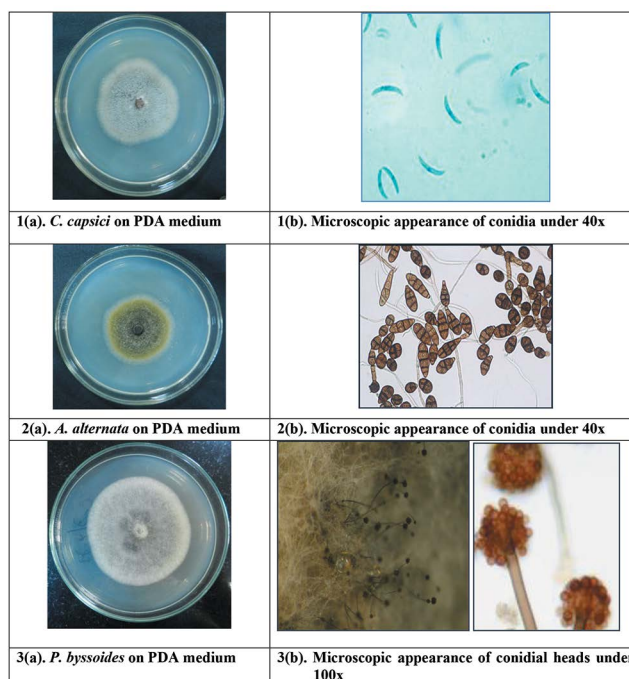 1(a). C. capsici on PDA medium
1(b). Microscopic appearance of conidia under 40x
2(a). A. alternata on PDA medium
2(b). Microscopic appearance of conidia under 40x
3(a). P. byssoides on PDA medium
3(b). Microscopic appearance of conidial heads under
100x